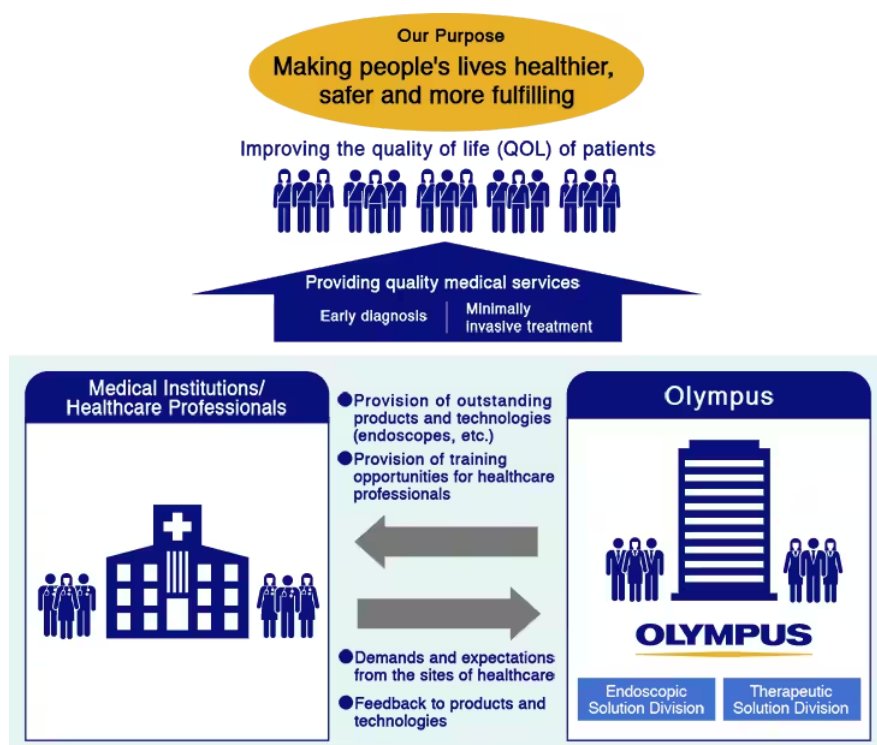 Our Purpose
Making people's lives healthier,
safer and more fulfilling
Improving the quality of life (QOL) of patients
Providing quality medical services
Early diagnosis
Minimally
invasive treatment
Medical Institutions/
Healthcare Professionals
●Provision of outstanding
products and technologies
(endoscopes, etc.)
●Provision of training
opportunities for healthcare
professionals
●Demands and expectations
from the sites of healthcare
●Feedback to products and
technologies
Olympus
OLYMPUS
Endoscopic
Solution Division
Therapeutic
Solution Division